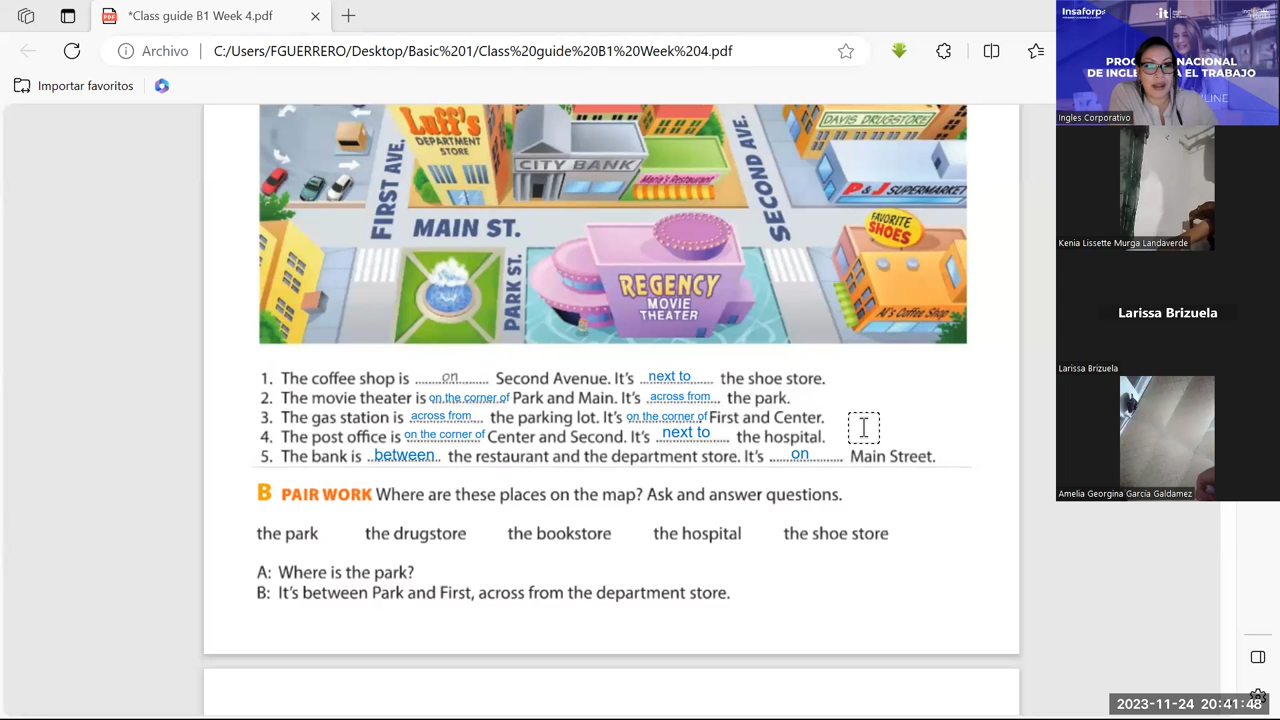 *Class guide B1 Week 4.pdf
Archivo
C:/Users/FGUERRERO/Desktop/Basic%201/Class%20guide%20B1%20Week%204.pdf
Importar favoritos
DEPARTMENT STORE
CITY BANK
Maria's Restaurant
DAVIS DRUGSTORE
P & J SUPERMARKET
FIRST AVE.
SECOND AVE.
MAIN ST.
PARK ST.
FAVORITE SHOES
REGENCY MOVIE THEATER
Al's Coffee Shop
1. The coffee shop is on Second Avenue. It's next to the shoe store.
2. The movie theater is on the corner of Park and Main. It's across from the park.
3. The gas station is across from the parking lot. It's on the corner of First and Center.
4. The post office is on the corner of Center and Second. It's next to the hospital.
5. The bank is between the restaurant and the department store. It's on Main Street.
B PAIR WORK Where are these places on the map? Ask and answer questions.
the park the drugstore the bookstore the hospital the shoe store
A: Where is the park?
B: It's between Park and First, across from the department store.
Insaforp
Ingles Corporativo
Kenia Lissette Murga Landaverde
Larissa Brizuela
Larissa Brizuela
Amelia Georgina García Galdamez
2023-11-24 20:41:48